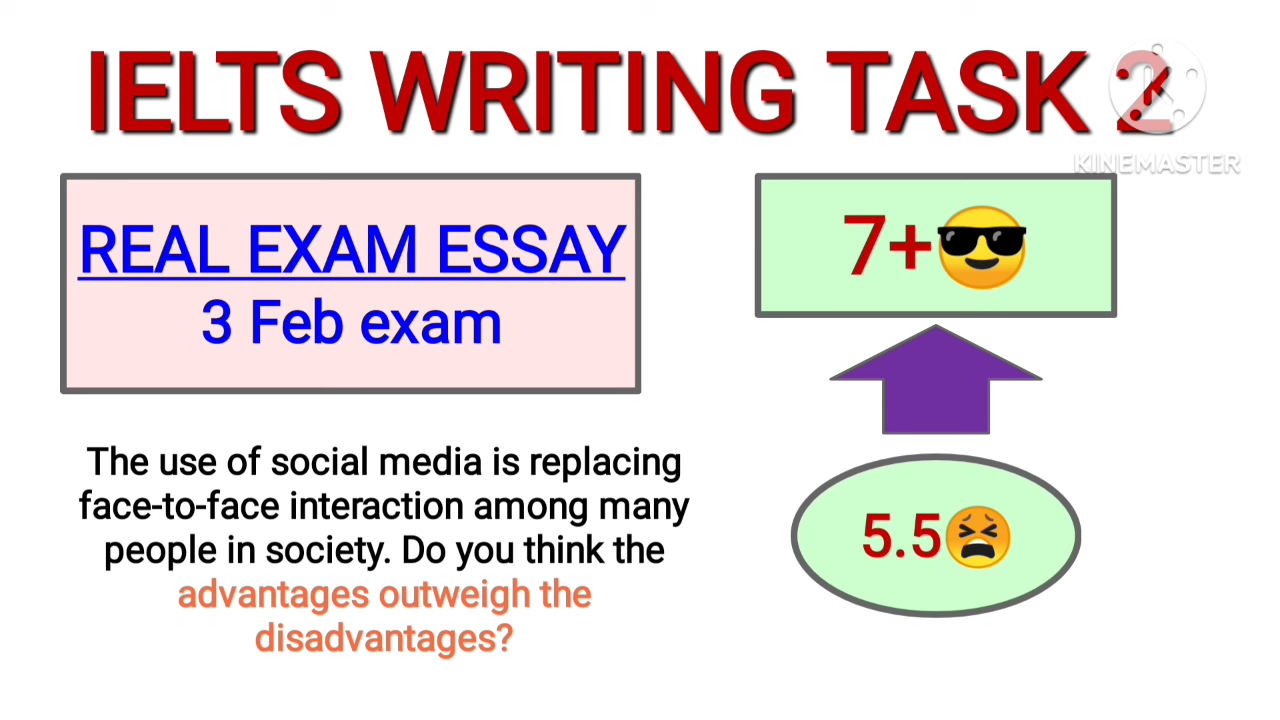 IELTS WRITING TASK 2
KINEMASTER
REAL EXAM ESSAY
3 Feb exam
7+😎
The use of social media is replacing
face-to-face interaction among many
people in society. Do you think the
advantages outweigh the
disadvantages?
5.5😫